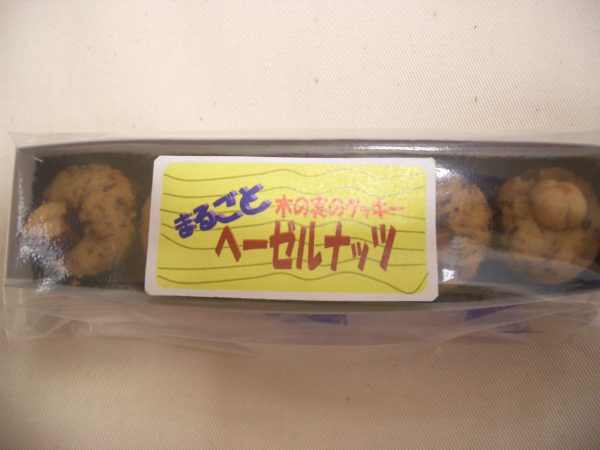 まるごと 木の実のクッキー
ヘーゼルナッツ